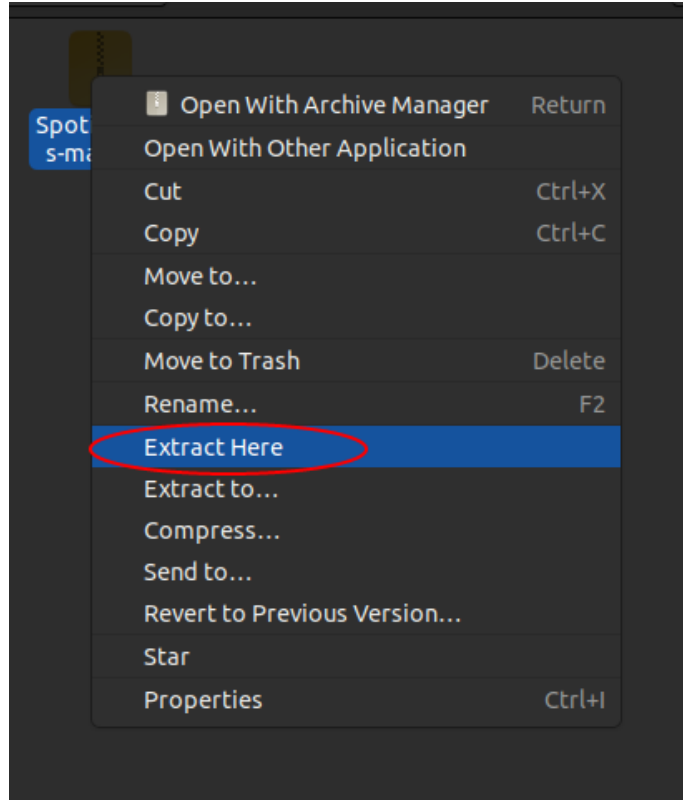 Spot
s-ma
Open With Archive Manager Return
Open With Other Application
Cut Ctrl+X
Copy Ctrl+C
Move to…
Copy to…
Move to Trash Delete
Rename… F2
Extract Here
Extract to…
Compress…
Send to…
Revert to Previous Version…
Star
Properties Ctrl+I